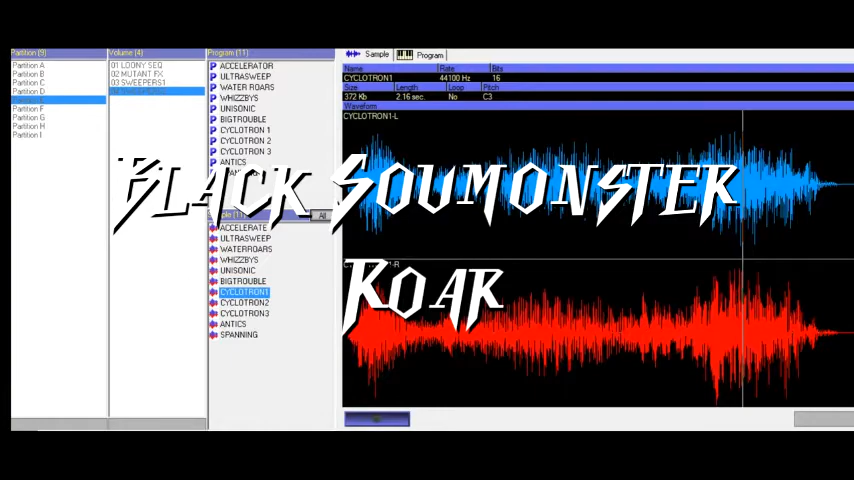 Partition (9)
Partition A
Partition B
Partition C
Partition D
Partition F
Partition G
Partition H
Partition I
Volume (4)
01 LOONY SEQ
02 MUTANT FX
03 SWEEPERS1
Program (11)
ACCELERATOR
ULTRASWEEP
WATER ROARS
WHIZZBYS
UNISONIC
BIGTROUBLE
CYCLOTRON 1
CYCLOTRON 2
CYCLOTRON 3
ANTICS
All
ACCELERATE
ULTRASWEEP
WATERROARS
WHIZZBYS
UNISONIC
BIGTROUBLE
CYCLOTRON1
CYCLOTRON2
CYCLOTRON3
ANTICS
SPANNING
Sample Program
Name Rate Bits
CYCLOTRON1 44100 Hz 16
Size Length Loop Pitch
372 Kb 2.16 sec. No C3
Waveform
CYCLOTRON1-L
Black Soumonster
Roar